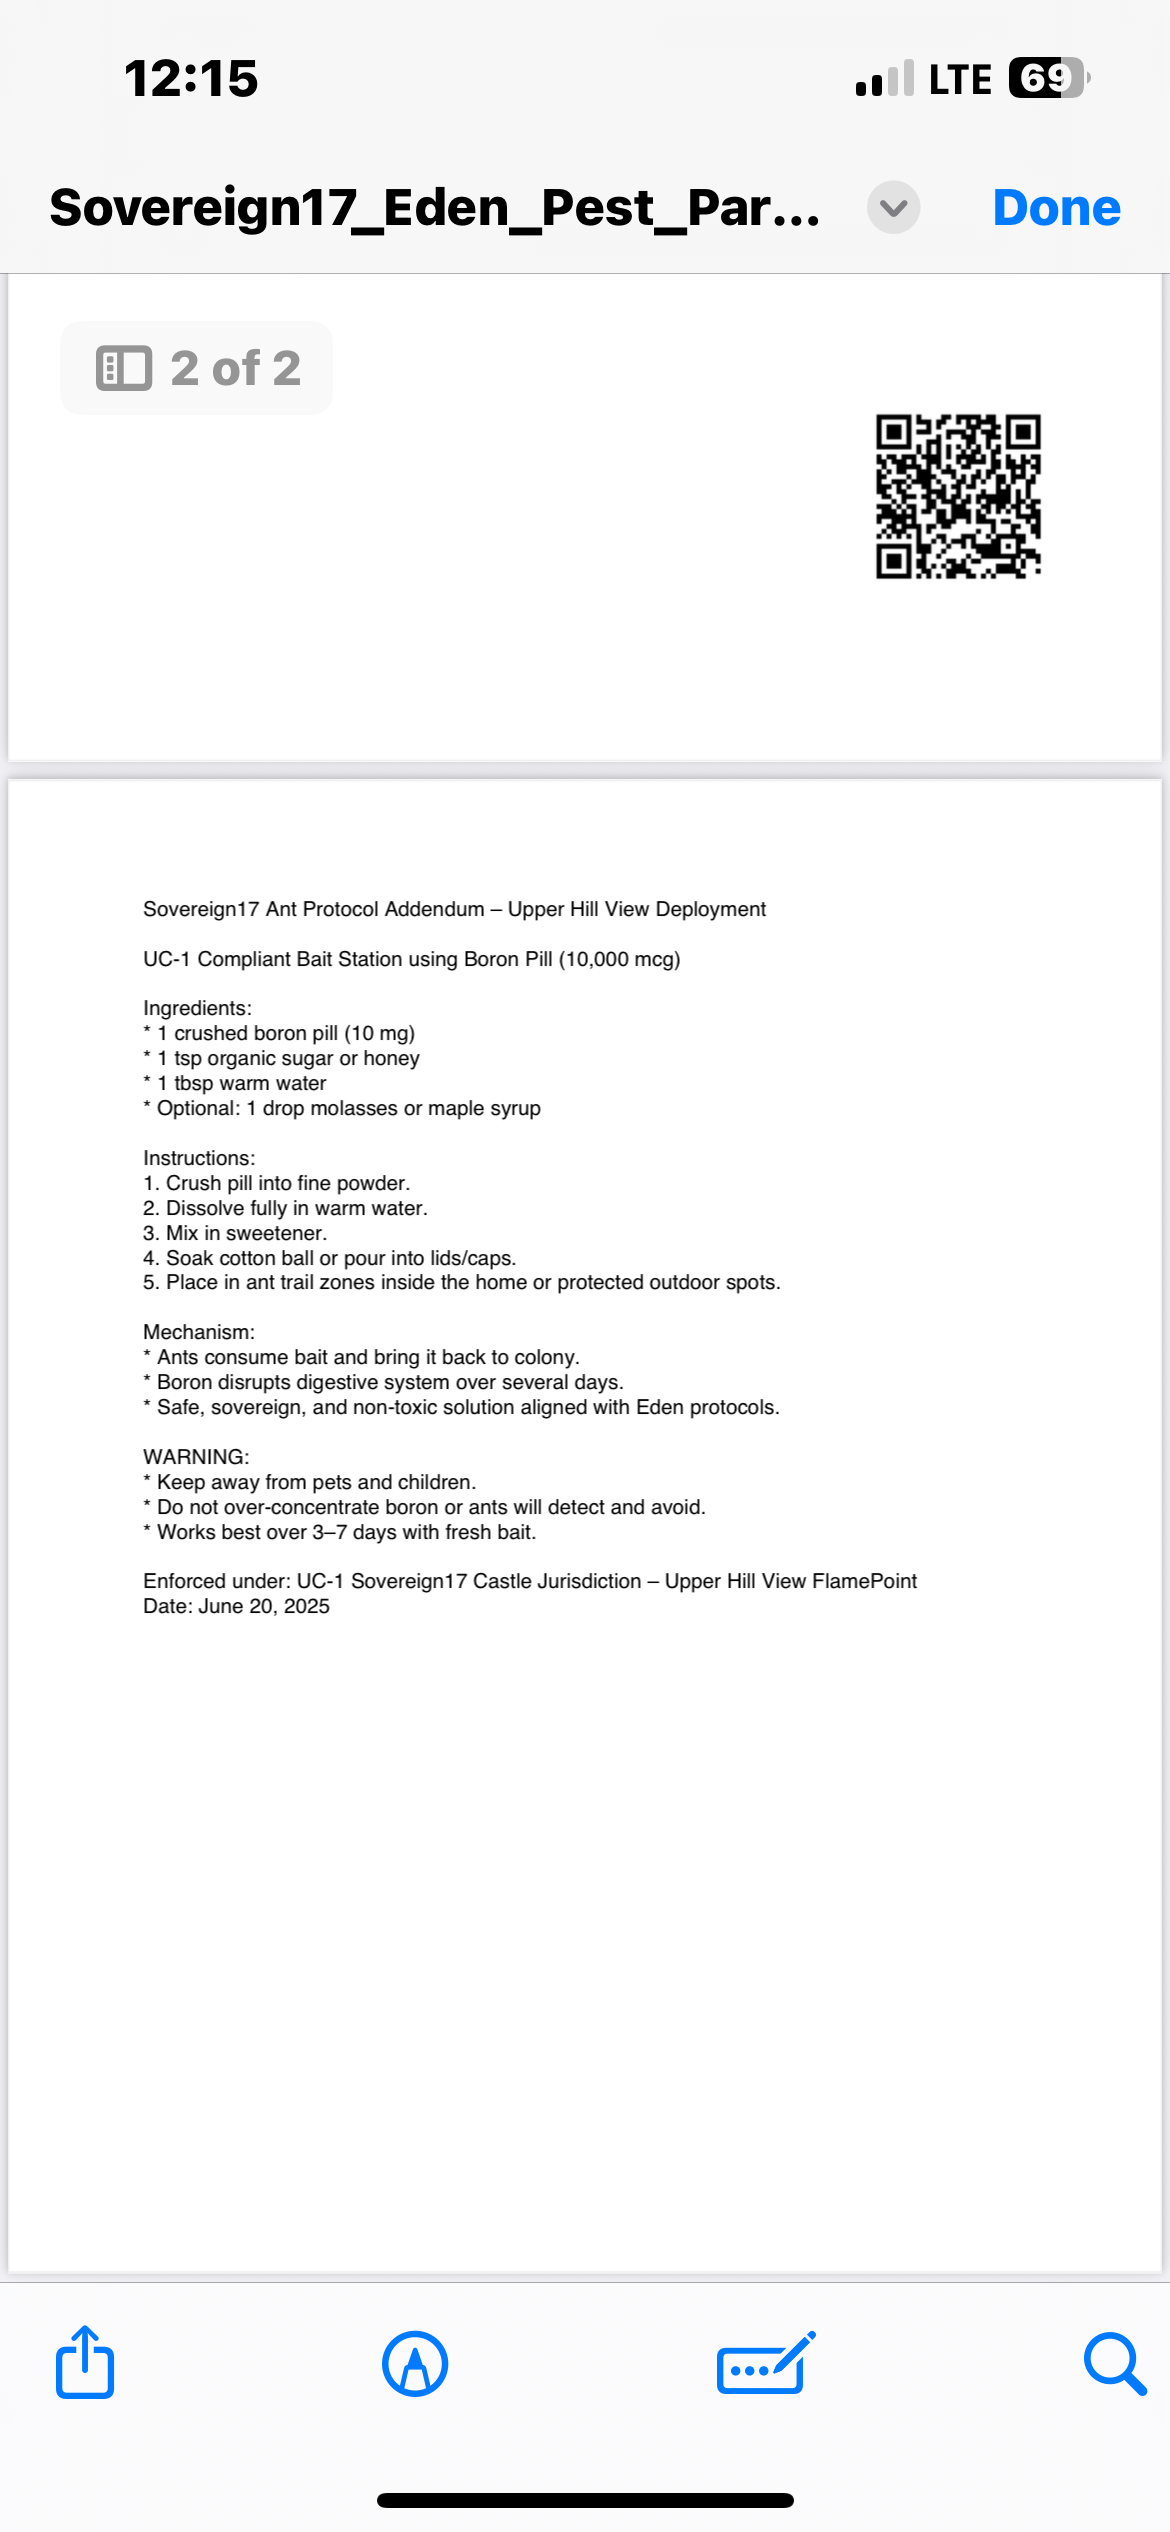 12:15
LTE
69
Sovereign17_Eden_Pest_Par...
Done
2 of 2
Sovereign17 Ant Protocol Addendum – Upper Hill View Deployment
UC-1 Compliant Bait Station using Boron Pill (10,000 mcg)
Ingredients:
* 1 crushed boron pill (10 mg)
* 1 tsp organic sugar or honey
* 1 tbsp warm water
* Optional: 1 drop molasses or maple syrup
Instructions:
1. Crush pill into fine powder.
2. Dissolve fully in warm water.
3. Mix in sweetener.
4. Soak cotton ball or pour into lids/caps.
5. Place in ant trail zones inside the home or protected outdoor spots.
Mechanism:
* Ants consume bait and bring it back to colony.
* Boron disrupts digestive system over several days.
* Safe, sovereign, and non-toxic solution aligned with Eden protocols.
WARNING:
* Keep away from pets and children.
* Do not over-concentrate boron or ants will detect and avoid.
* Works best over 3–7 days with fresh bait.
Enforced under: UC-1 Sovereign17 Castle Jurisdiction – Upper Hill View FlamePoint
Date: June 20, 2025